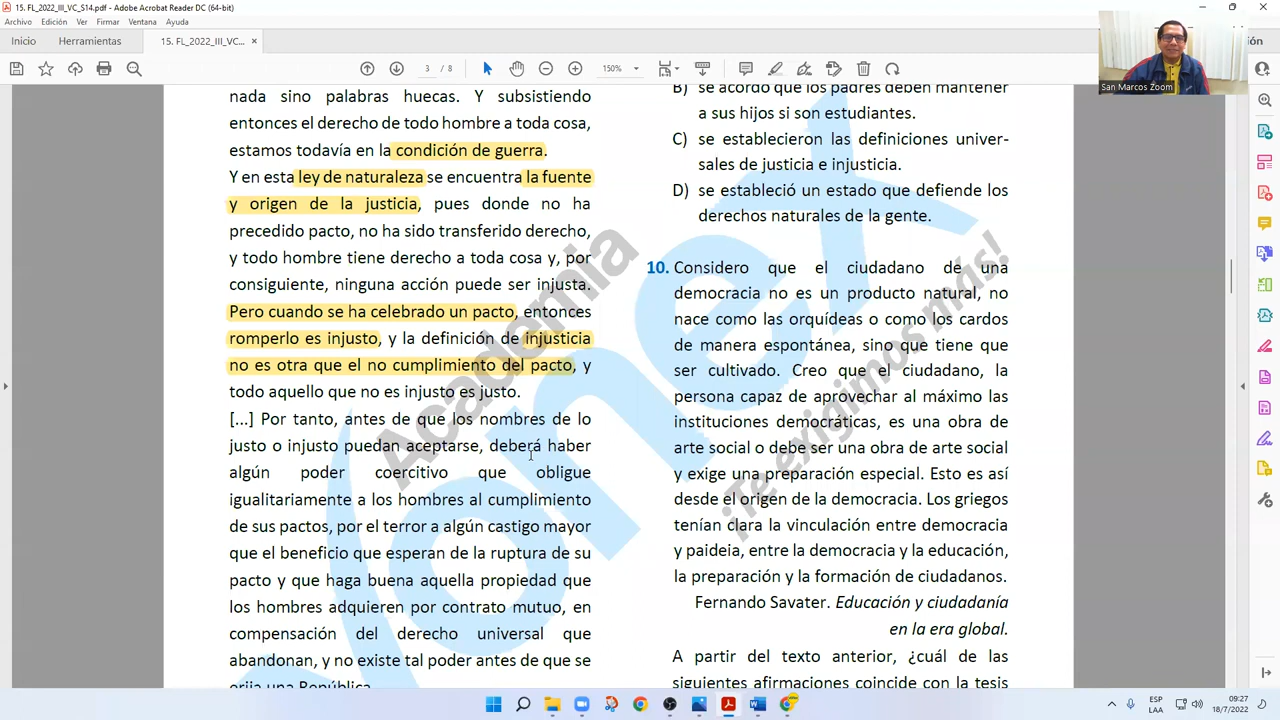 15. FL_2022_III_VC_S14.pdf - Adobe Acrobat Reader DC (64-bit)
Archivo Edición Ver Firmar Ventana Ayuda
Inicio Herramientas 15. FL_2022_III_VC... ×
3 / 8 150%
San Marcos Zoom
nada sino palabras huecas. Y subsistiendo
entonces el derecho de todo hombre a toda cosa,
estamos todavía en la condición de guerra.
Y en esta ley de naturaleza se encuentra la fuente
y origen de la justicia, pues donde no ha
precedido pacto, no ha sido transferido derecho,
y todo hombre tiene derecho a toda cosa y, por
consiguiente, ninguna acción puede ser injusta.
Pero cuando se ha celebrado un pacto, entonces
romperlo es injusto, y la definición de injusticia
no es otra que el no cumplimiento del pacto, y
todo aquello que no es injusto es justo.
[...] Por tanto, antes de que los nombres de lo
justo o injusto puedan aceptarse, deberá haber
algún poder coercitivo que obligue
igualitariamente a los hombres al cumplimiento
de sus pactos, por el terror a algún castigo mayor
que el beneficio que esperan de la ruptura de su
pacto y que haga buena aquella propiedad que
los hombres adquieren por contrato mutuo, en
compensación del derecho universal que
abandonan, y no existe tal poder antes de que se
erija una República.
B) se acordó que los padres deben mantener
a sus hijos si son estudiantes.
C) se establecieron las definiciones univer-
sales de justicia e injusticia.
D) se estableció un estado que defiende los
derechos naturales de la gente.
10. Considero que el ciudadano de una
democracia no es un producto natural, no
nace como las orquídeas o como los cardos
de manera espontánea, sino que tiene que
ser cultivado. Creo que el ciudadano, la
persona capaz de aprovechar al máximo las
instituciones democráticas, es una obra de
arte social o debe ser una obra de arte social
y exige una preparación especial. Esto es así
desde el origen de la democracia. Los griegos
tenían clara la vinculación entre democracia
y paideia, entre la democracia y la educación,
la preparación y la formación de ciudadanos.
Fernando Savater. Educación y ciudadanía
en la era global.
A partir del texto anterior, ¿cuál de las
siguientes afirmaciones coincide con la tesis
Academia
Vonex
¡Te exigimos más!
ESP
LAA
09:27
18/7/2022